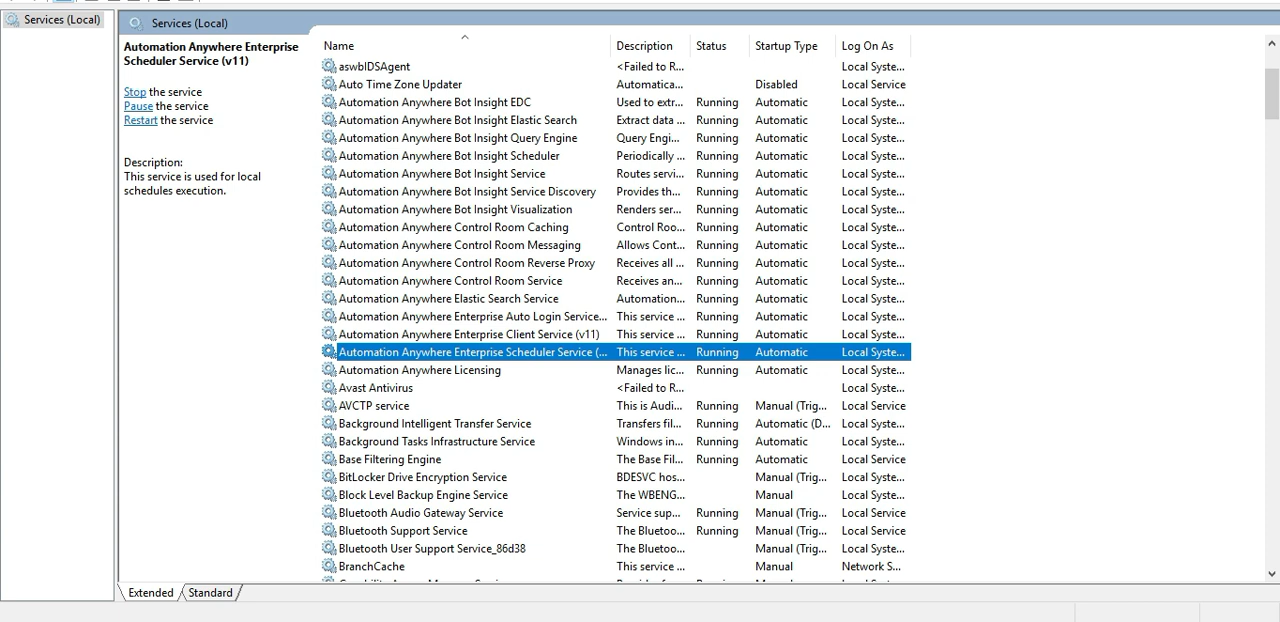 Services (Local)
Services (Local)
Automation Anywhere Enterprise
Scheduler Service (v11)
Stop the service
Pause the service
Restart the service
Description:
This service is used for local
schedules execution.
Name Description Status Startup Type Log On As
aswbIDSAgent <Failed to R... Local Syste...
Auto Time Zone Updater Automatica... Disabled Local Service
Automation Anywhere Bot Insight EDC Used to extr... Running Automatic Local Syste...
Automation Anywhere Bot Insight Elastic Search Extract data ... Running Automatic Local Syste...
Automation Anywhere Bot Insight Query Engine Query Engi... Running Automatic Local Syste...
Automation Anywhere Bot Insight Scheduler Periodically ... Running Automatic Local Syste...
Automation Anywhere Bot Insight Service Routes servi... Running Automatic Local Syste...
Automation Anywhere Bot Insight Service Discovery Provides th... Running Automatic Local Syste...
Automation Anywhere Bot Insight Visualization Renders ser... Running Automatic Local Syste...
Automation Anywhere Control Room Caching Control Roo... Running Automatic Local Syste...
Automation Anywhere Control Room Messaging Allows Cont... Running Automatic Local Syste...
Automation Anywhere Control Room Reverse Proxy Receives all ... Running Automatic Local Syste...
Automation Anywhere Control Room Service Receives an... Running Automatic Local Syste...
Automation Anywhere Elastic Search Service Automation... Running Automatic Local Syste...
Automation Anywhere Enterprise Auto Login Service... This service ... Running Automatic Local Syste...
Automation Anywhere Enterprise Client Service (v11) This service ... Running Automatic Local Syste...
Automation Anywhere Enterprise Scheduler Service (... This service ... Running Automatic Local Syste...
Automation Anywhere Licensing Manages lic... Running Automatic Local Syste...
Avast Antivirus <Failed to R... Local Syste...
AVCTP service This is Audi... Running Manual (Trig... Local Service
Background Intelligent Transfer Service Transfers fil... Running Automatic (D... Local Syste...
Background Tasks Infrastructure Service Windows in... Running Automatic Local Syste...
Base Filtering Engine The Base Fil... Running Automatic Local Service
BitLocker Drive Encryption Service BDESVC hos... Manual (Trig... Local Syste...
Block Level Backup Engine Service The WBENG... Manual Local Syste...
Bluetooth Audio Gateway Service Service sup... Running Manual (Trig... Local Service
Bluetooth Support Service The Bluetoo... Running Manual (Trig... Local Service
Bluetooth User Support Service_86d38 The Bluetoo... Manual (Trig... Local Syste...
BranchCache This service ... Manual Network S...
Extended Standard